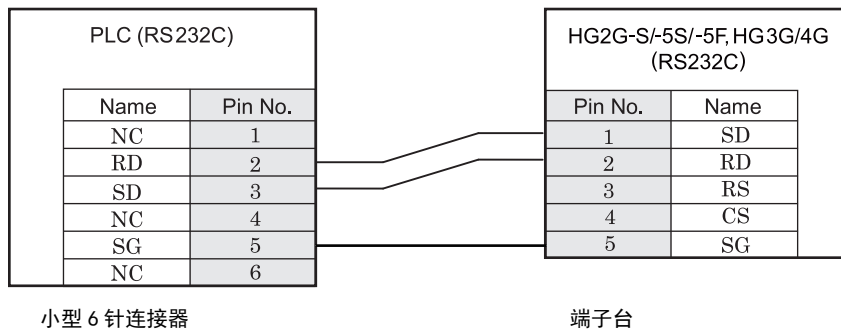 PLC (RS232C)
Name Pin No.
NC 1
RD 2
SD 3
NC 4
SG 5
NC 6
小型 6 针连接器
HG2G-S/-5S/-5F, HG3G/4G
(RS232C)
Pin No. Name
1 SD
2 RD
3 RS
4 CS
5 SG
端子台